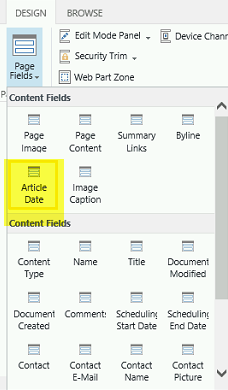 DESIGN BROWSE
Page Fields
Edit Mode Panel Device Chann
Security Trim
Web Part Zone
P
Content Fields
Page Image Page Content Summary Links Byline
Article Date Image Caption
Content Fields
Content Type Name Title Document Modified
Document Created Comments Scheduling Start Date Scheduling End Date
Contact Contact E-Mail Contact Name Contact Picture